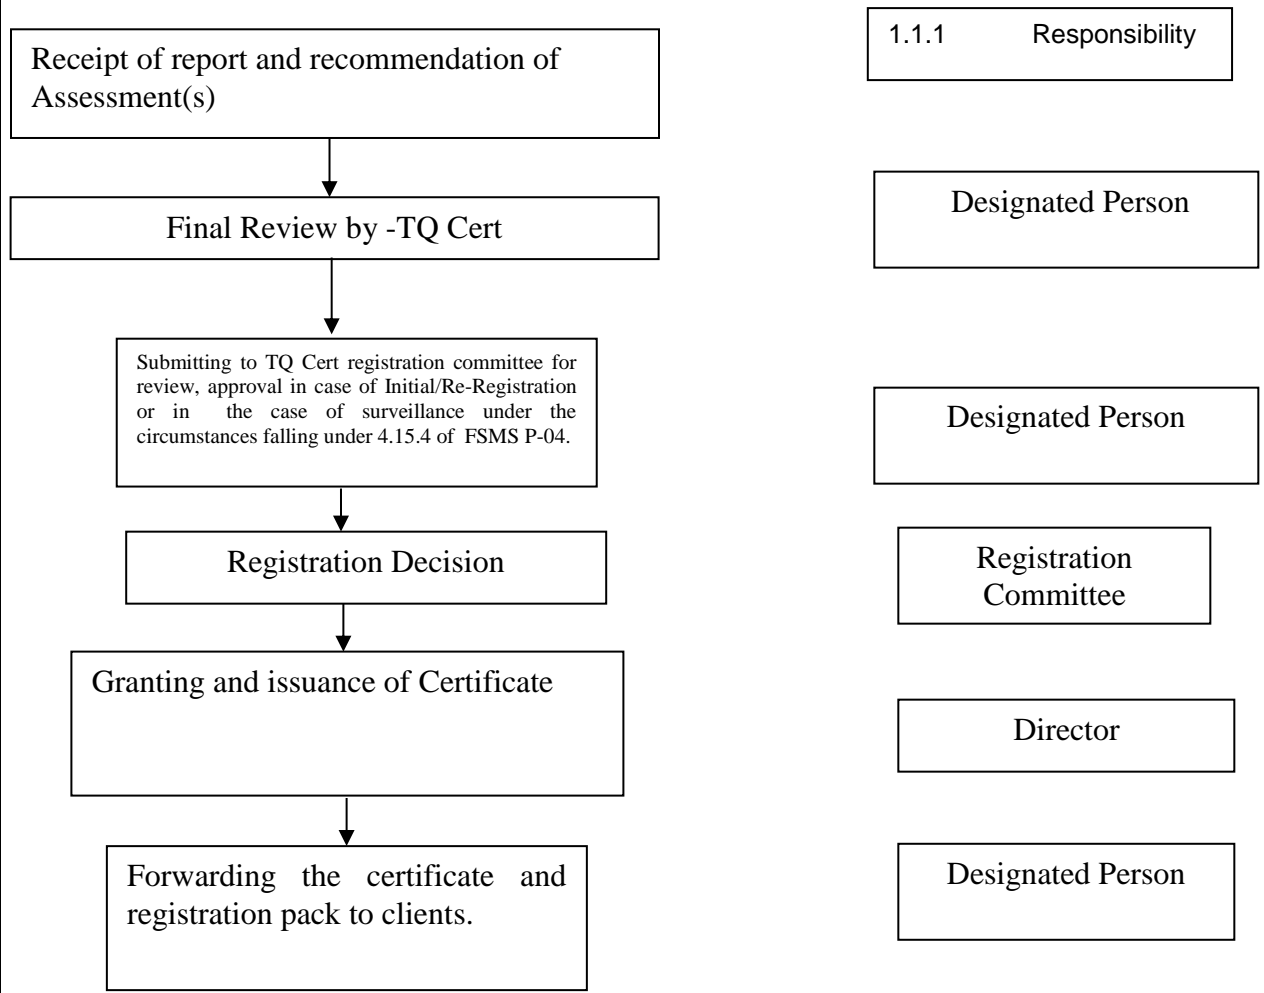 1.1.1 Responsibility
Receipt of report and recommendation of
Assessment(s)
Designated Person
Final Review by -TQ Cert
Submitting to TQ Cert registration committee for
review, approval in case of Initial/Re-Registration
or in the case of surveillance under the
circumstances falling under 4.15.4 of FSMS P-04.
Designated Person
Registration Decision
Registration
Committee
Granting and issuance of Certificate
Director
Forwarding the certificate and
registration pack to clients.
Designated Person